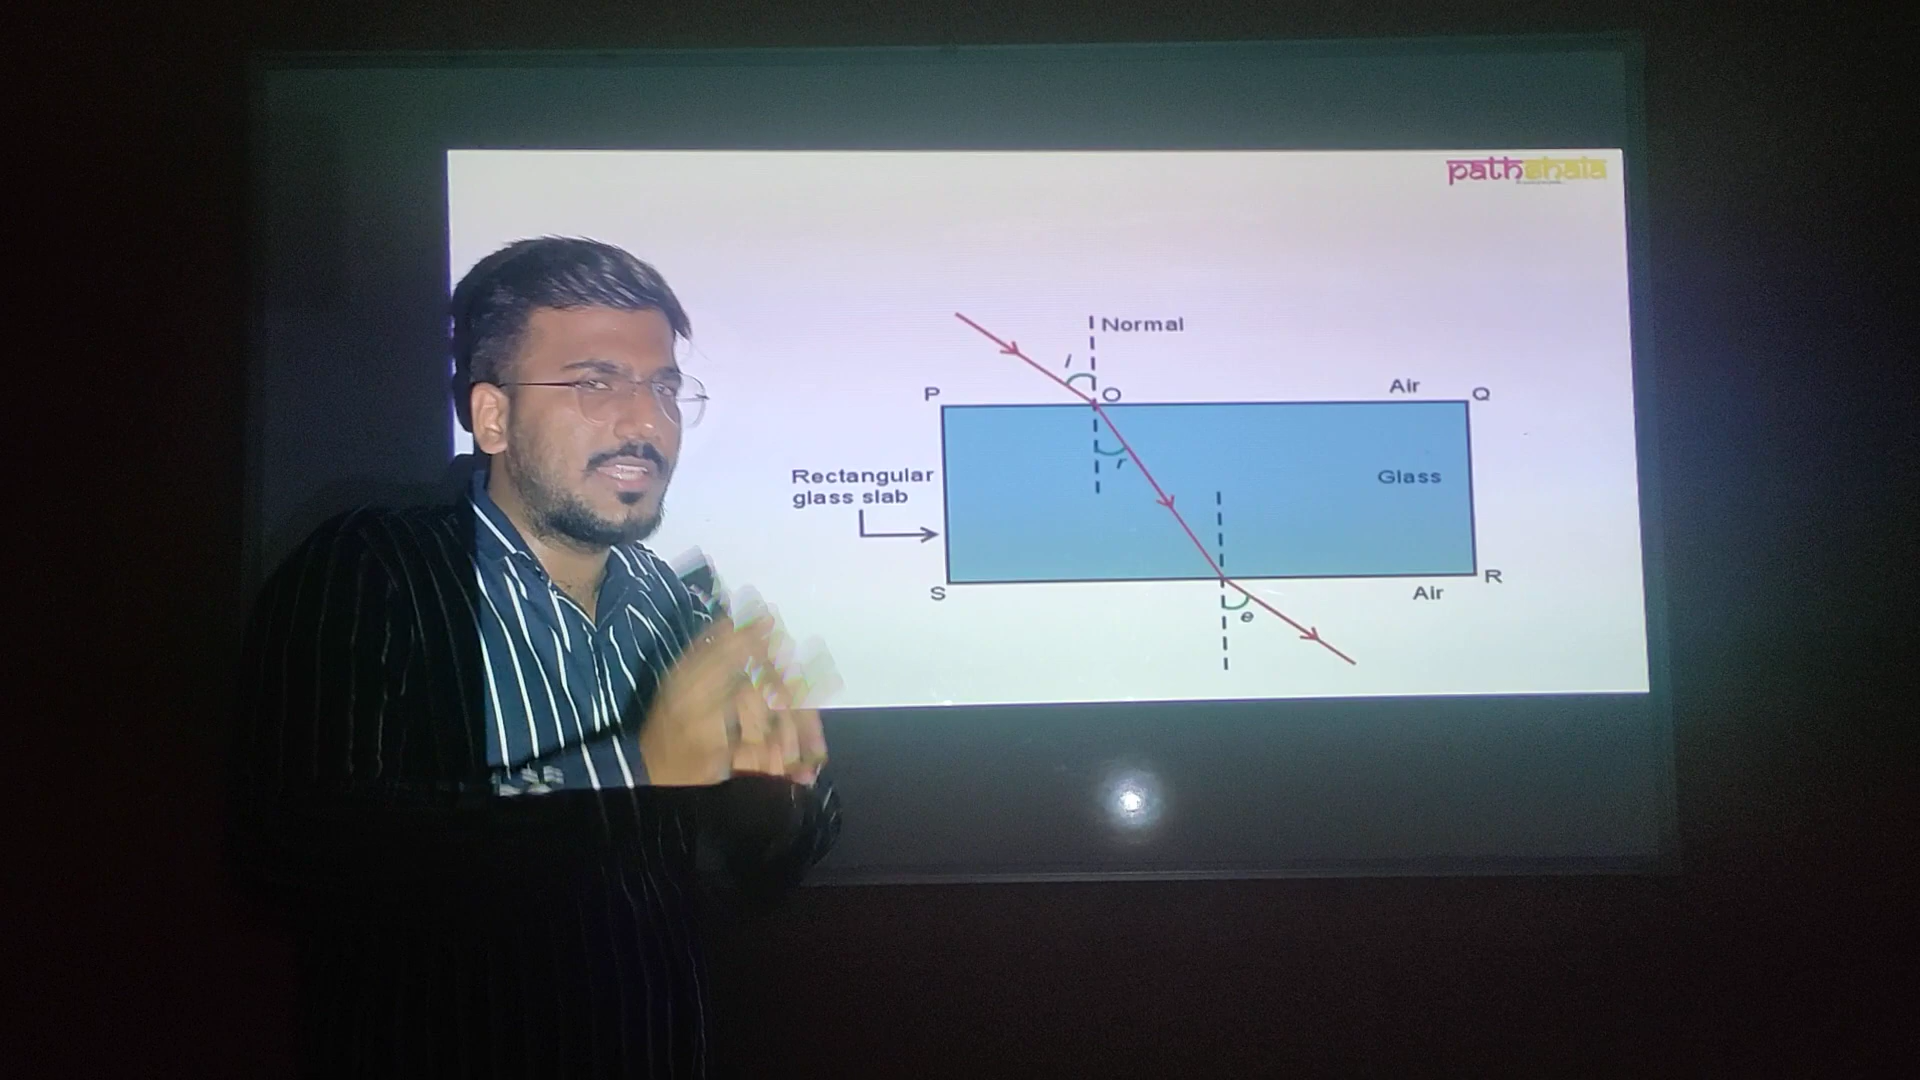 pathshala
Normal
i
P
O
Air
Q
r
Rectangular
glass slab
Glass
S
R
Air
e